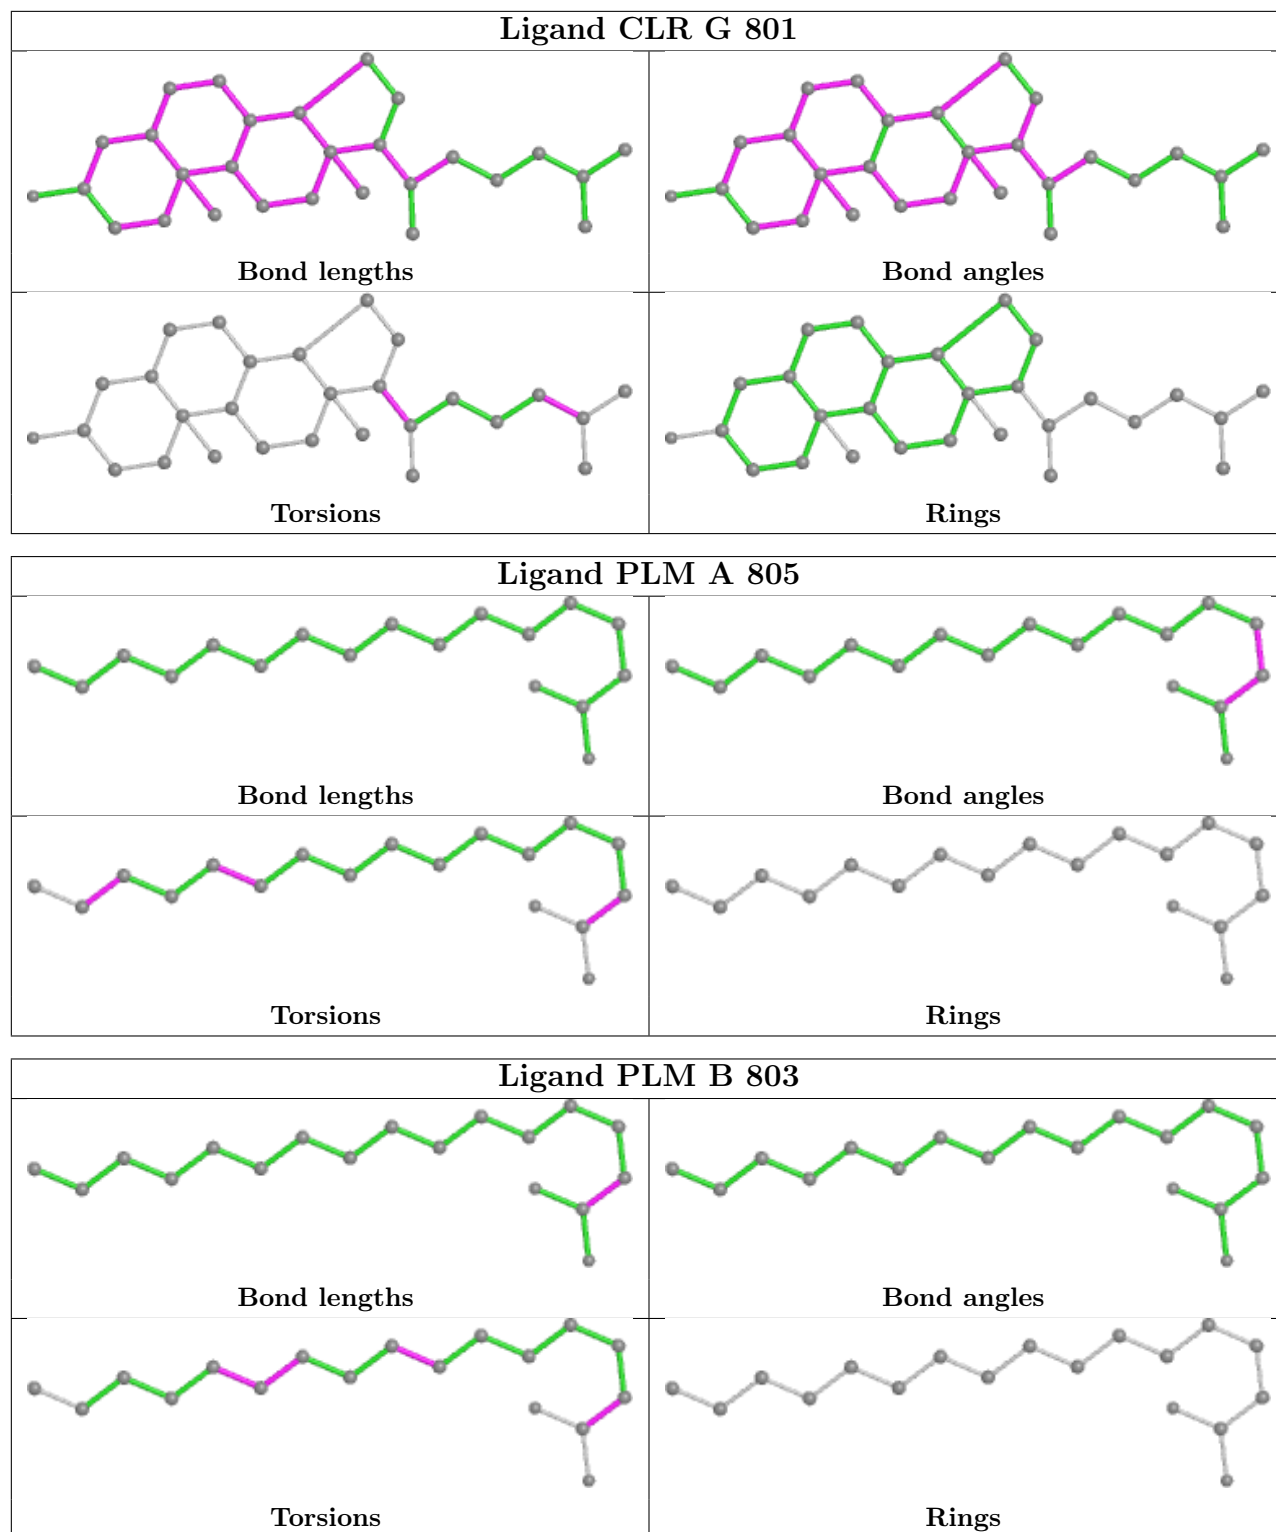 Ligand CLR G 801
Bond lengths
Bond angles
Torsions
Rings
Ligand PLM A 805
Bond lengths
Bond angles
Torsions
Rings
Ligand PLM B 803
Bond lengths
Bond angles
Torsions
Rings